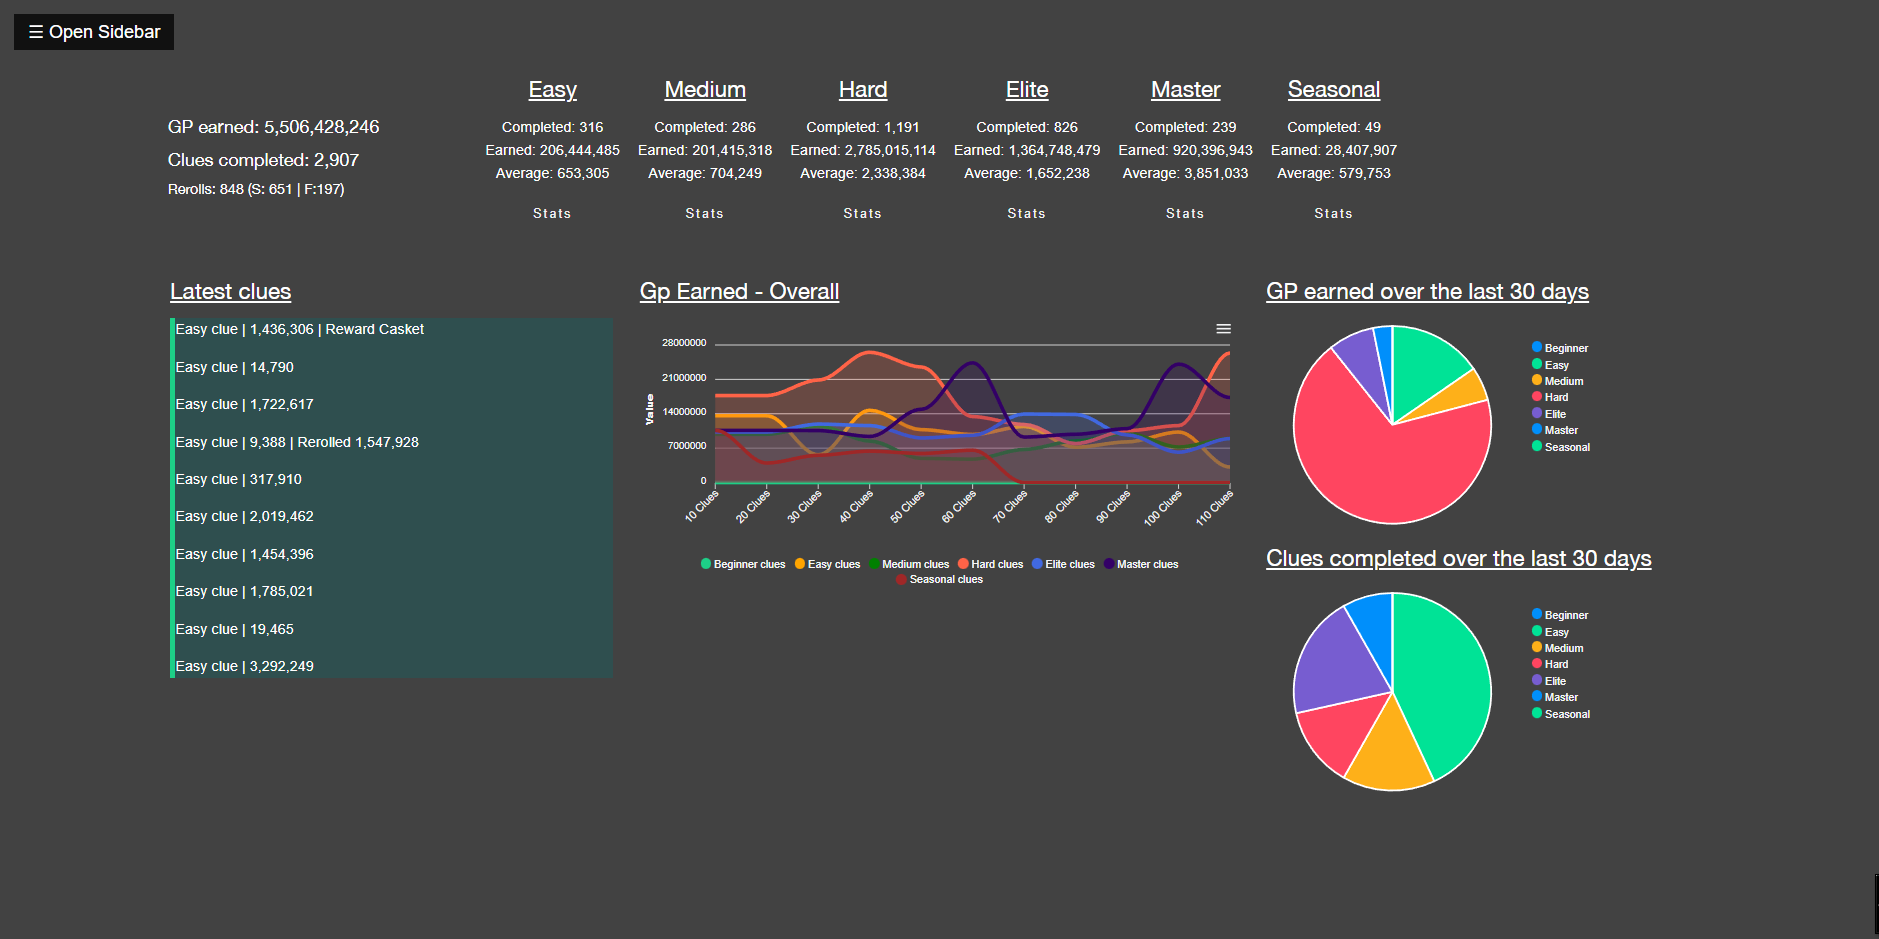 ☰ Open Sidebar
GP earned: 5,506,428,246
Clues completed: 2,907
Rerolls: 848 (S: 651 | F:197)
Easy
Completed: 316
Earned: 206,444,485
Average: 653,305
Stats
Medium
Completed: 286
Earned: 201,415,318
Average: 704,249
Stats
Hard
Completed: 1,191
Earned: 2,785,015,114
Average: 2,338,384
Stats
Elite
Completed: 826
Earned: 1,364,748,479
Average: 1,652,238
Stats
Master
Completed: 239
Earned: 920,396,943
Average: 3,851,033
Stats
Seasonal
Completed: 49
Earned: 28,407,907
Average: 579,753
Stats
Latest clues
Easy clue | 1,436,306 | Reward Casket
Easy clue | 14,790
Easy clue | 1,722,617
Easy clue | 9,388 | Rerolled 1,547,928
Easy clue | 317,910
Easy clue | 2,019,462
Easy clue | 1,454,396
Easy clue | 1,785,021
Easy clue | 19,465
Easy clue | 3,292,249
Gp Earned - Overall
Value
28000000
21000000
14000000
7000000
0
10 Clues
20 Clues
30 Clues
40 Clues
50 Clues
60 Clues
70 Clues
80 Clues
90 Clues
100 Clues
110 Clues
Beginner clues Easy clues Medium clues Hard clues Elite clues Master clues
Seasonal clues
GP earned over the last 30 days
Beginner
Easy
Medium
Hard
Elite
Master
Seasonal
Clues completed over the last 30 days
Beginner
Easy
Medium
Hard
Elite
Master
Seasonal